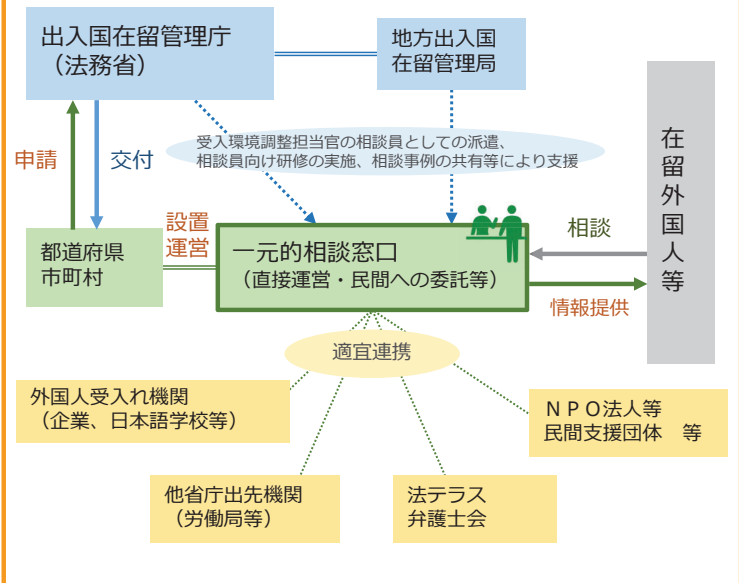 出入国在留管理庁
（法務省）
地方出入国
在留管理局
申請
交付
受入環境調整担当官の相談員としての派遣、
相談員向け研修の実施、相談事例の共有等により支援
在留外国人等
都道府県
市町村
設置
運営
一元的相談窓口
（直接運営・民間への委託等）
相談
情報提供
適宜連携
外国人受入れ機関
（企業、日本語学校等）
ＮＰＯ法人等
民間支援団体　等
他省庁出先機関
（労働局等）
法テラス
弁護士会